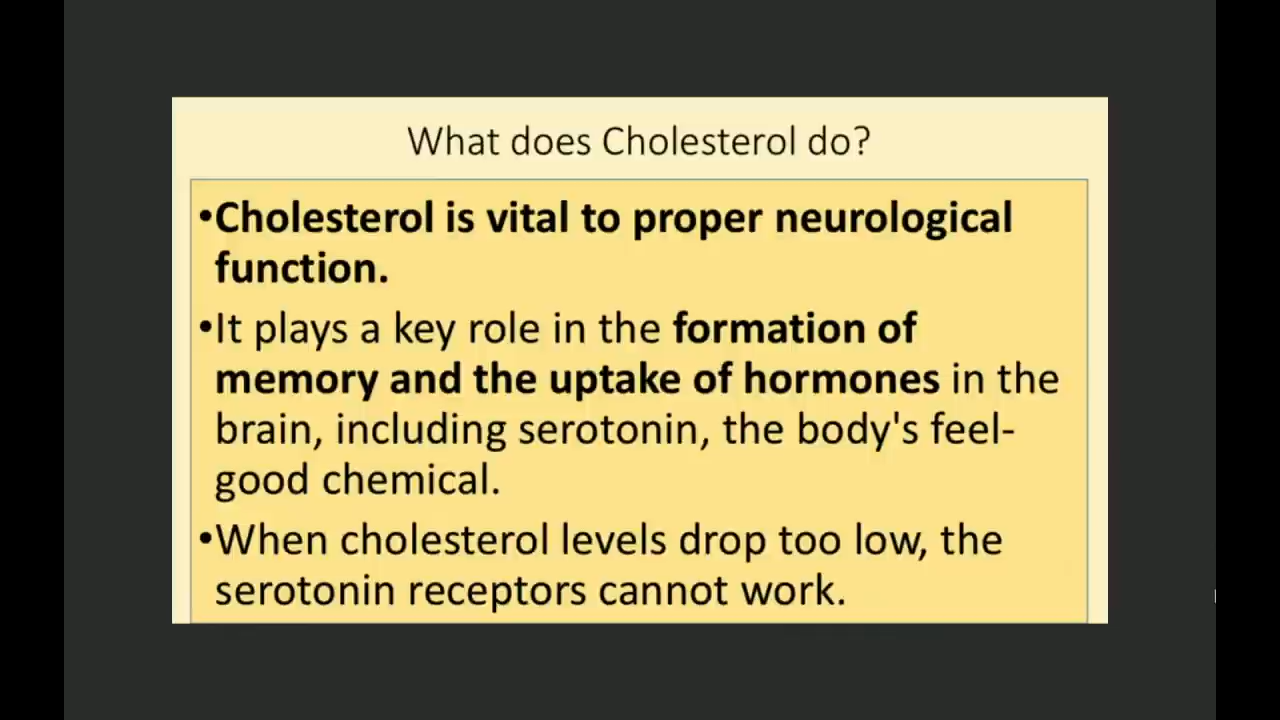 What does Cholesterol do?
•Cholesterol is vital to proper neurological
function.
•It plays a key role in the formation of
memory and the uptake of hormones in the
brain, including serotonin, the body's feel-
good chemical.
•When cholesterol levels drop too low, the
serotonin receptors cannot work.